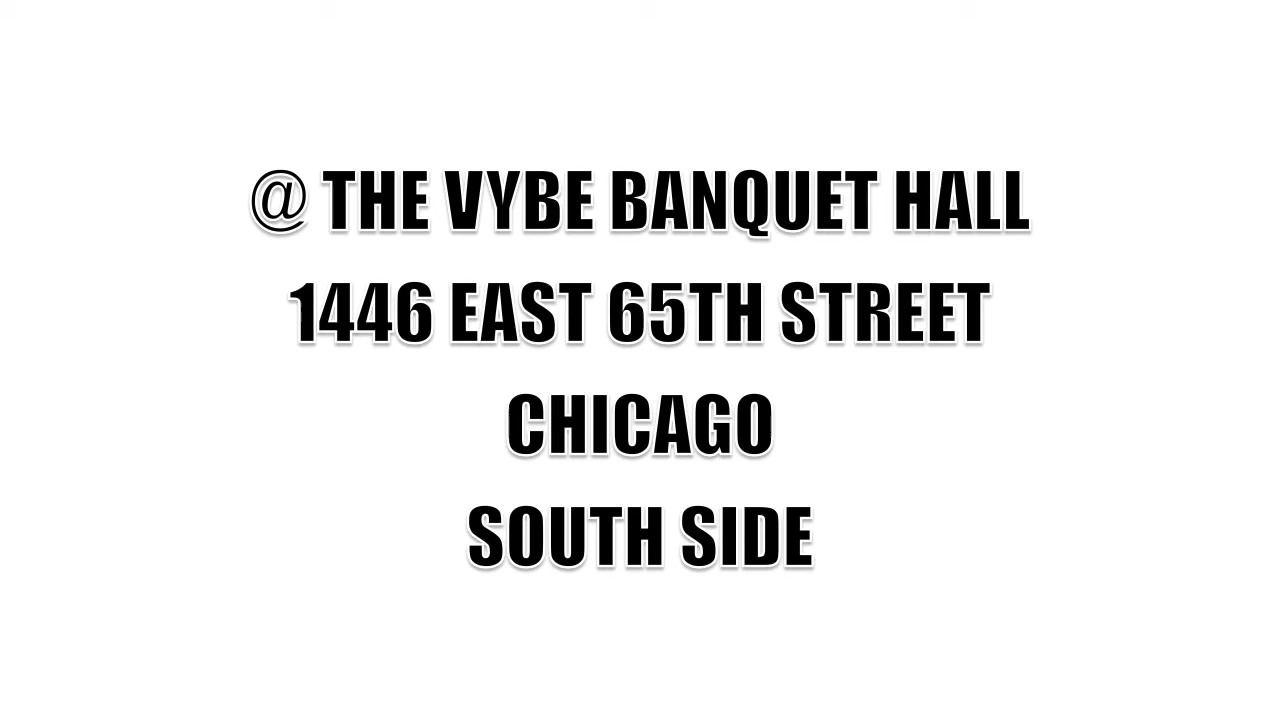 @ THE VYBE BANQUET HALL
1446 EAST 65TH STREET
CHICAGO
SOUTH SIDE